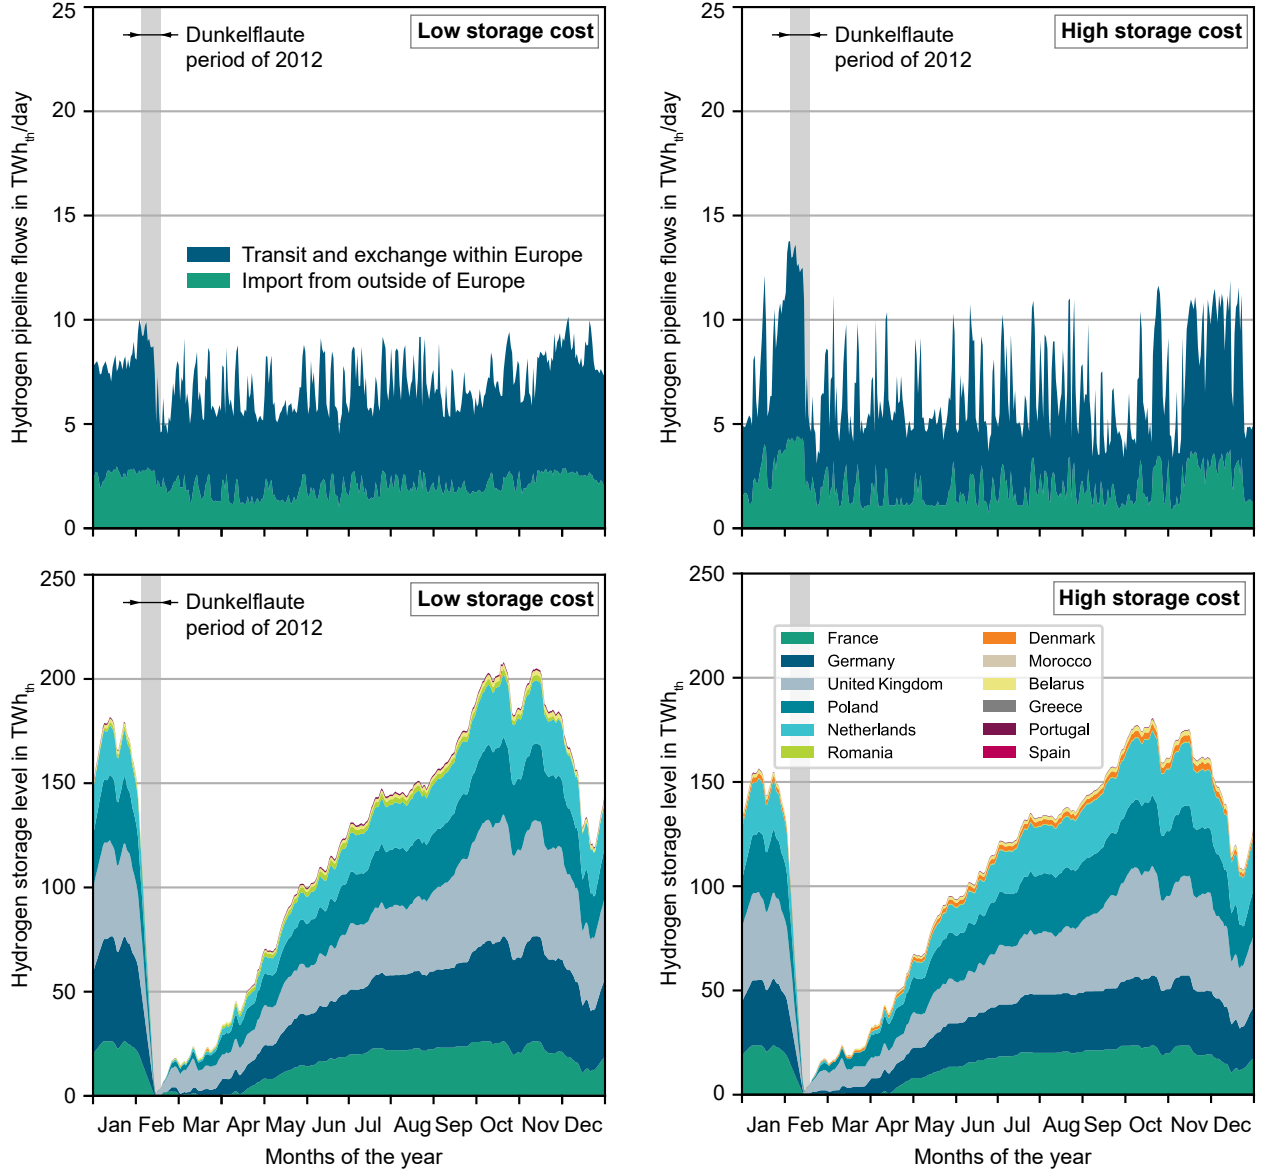 25
20
15
10
5
0
Hydrogen pipeline flows in TWhth/day
Dunkelflaute
period of 2012
Low storage cost
Transit and exchange within Europe
Import from outside of Europe
25
20
15
10
5
0
Hydrogen pipeline flows in TWhth/day
Dunkelflaute
period of 2012
High storage cost
250
200
150
100
50
0
Hydrogen storage level in TWhth
Dunkelflaute
period of 2012
Low storage cost
Jan Feb Mar Apr May Jun Jul Aug Sep Oct Nov Dec
Months of the year
250
200
150
100
50
0
Hydrogen storage level in TWhth
High storage cost
France
Germany
United Kingdom
Poland
Netherlands
Romania
Denmark
Morocco
Belarus
Greece
Portugal
Spain
Jan Feb Mar Apr May Jun Jul Aug Sep Oct Nov Dec
Months of the year